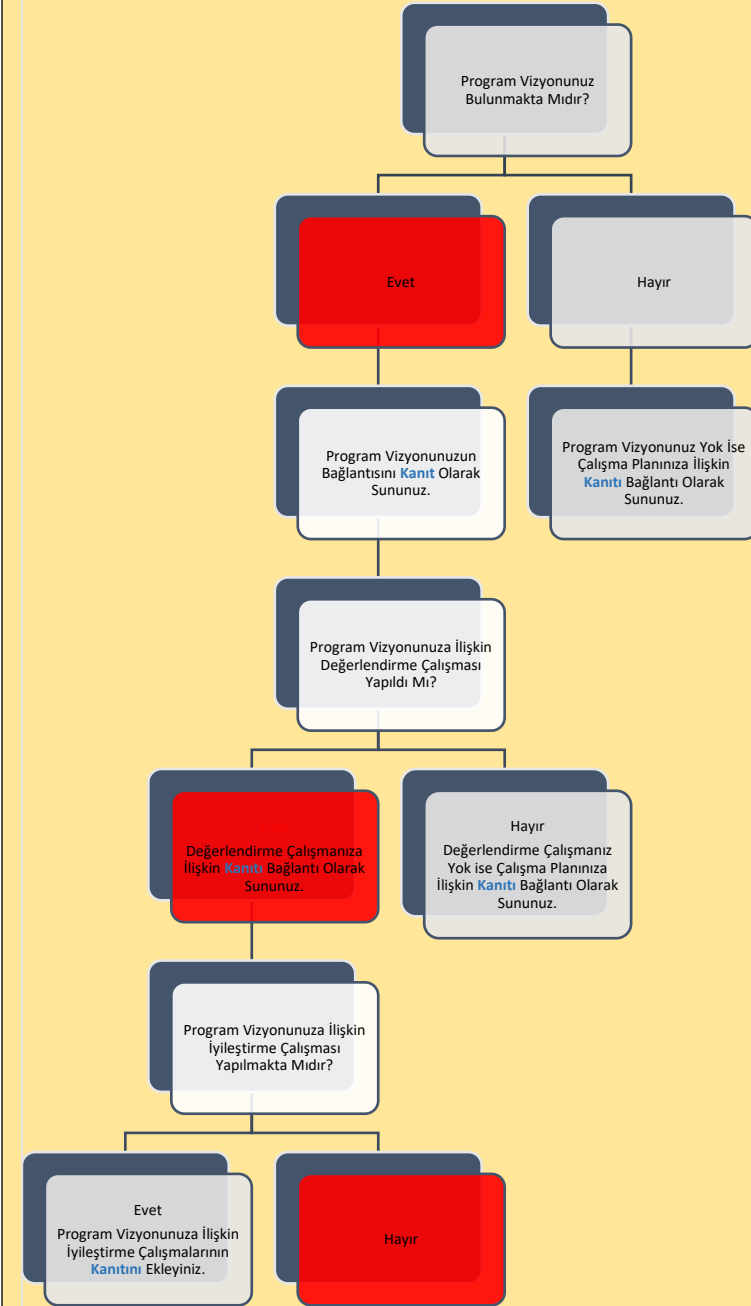 Program Vizyonunuz
Bulunmakta Mıdır?
Evet
Hayır
Program Vizyonunuzun
Bağlantısını Kanıt Olarak
Sununuz.
Program Vizyonunuz Yok İse
Çalışma Planınıza İlişkin
Kanıtı Bağlantı Olarak
Sununuz.
Program Vizyonunuza İlişkin
Değerlendirme Çalışması
Yapıldı Mı?
Değerlendirme Çalışmanıza
İlişkin Kanıtı Bağlantı Olarak
Sununuz.
Hayır
Değerlendirme Çalışmanız
Yok ise Çalışma Planınıza
İlişkin Kanıtı Bağlantı Olarak
Sununuz.
Program Vizyonunuza İlişkin
İyileştirme Çalışması
Yapılmakta Mıdır?
Evet
Program Vizyonunuza İlişkin
İyileştirme Çalışmalarının
Kanıtını Ekleyiniz.
Hayır